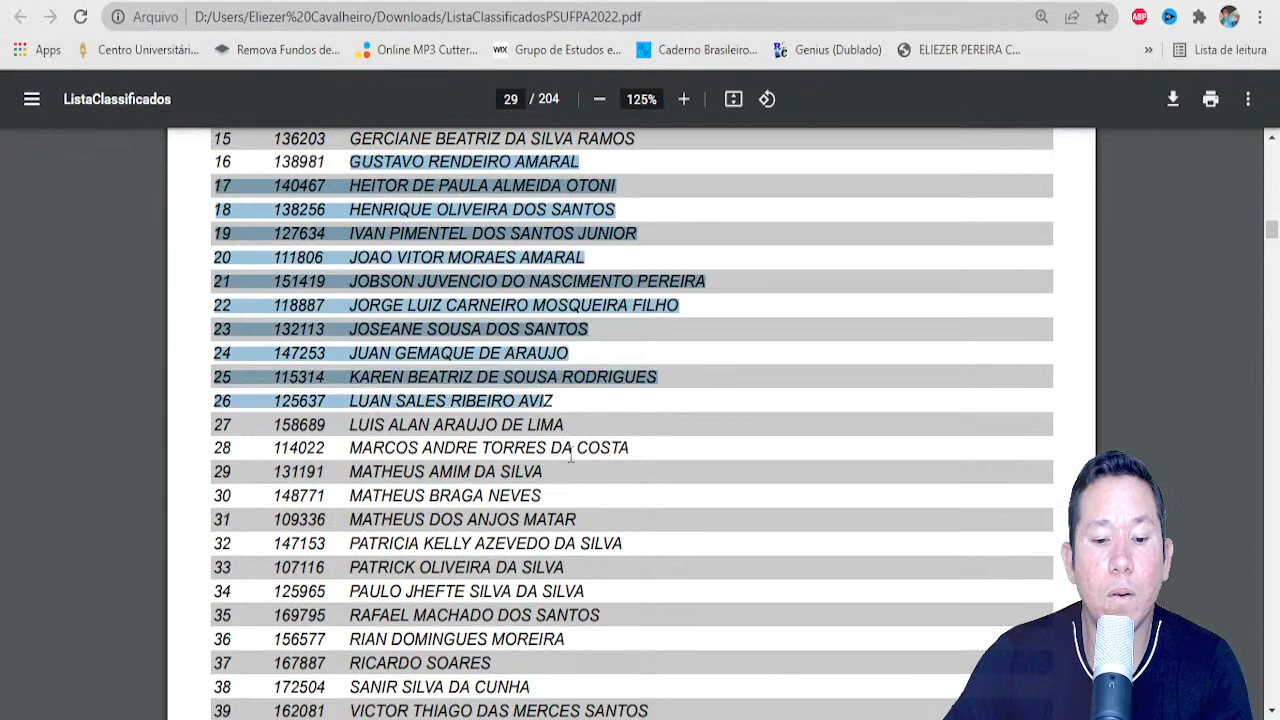 Arquivo | D:/Users/Eliezer%20Cavalheiro/Downloads/ListaClassificadosPSUFPA2022.pdf
Apps Centro Universitári... Remova Fundos de... Online MP3 Cutter... WiX Grupo de Estudos e... Caderno Brasileiro... Genius (Dublado) ELIEZER PEREIRA C... » Lista de leitura
ListaClassificados 29 / 204 125%
15 136203 GERCIANE BEATRIZ DA SILVA RAMOS
16 138981 GUSTAVO RENDEIRO AMARAL
17 140467 HEITOR DE PAULA ALMEIDA OTONI
18 138256 HENRIQUE OLIVEIRA DOS SANTOS
19 127634 IVAN PIMENTEL DOS SANTOS JUNIOR
20 111806 JOAO VITOR MORAES AMARAL
21 151419 JOBSON JUVENCIO DO NASCIMENTO PEREIRA
22 118887 JORGE LUIZ CARNEIRO MOSQUEIRA FILHO
23 132113 JOSEANE SOUSA DOS SANTOS
24 147253 JUAN GEMAQUE DE ARAUJO
25 115314 KAREN BEATRIZ DE SOUSA RODRIGUES
26 125637 LUAN SALES RIBEIRO AVIZ
27 158689 LUIS ALAN ARAUJO DE LIMA
28 114022 MARCOS ANDRE TORRES DA COSTA
29 131191 MATHEUS AMIM DA SILVA
30 148771 MATHEUS BRAGA NEVES
31 109336 MATHEUS DOS ANJOS MATAR
32 147153 PATRICIA KELLY AZEVEDO DA SILVA
33 107116 PATRICK OLIVEIRA DA SILVA
34 125965 PAULO JHEFTE SILVA DA SILVA
35 169795 RAFAEL MACHADO DOS SANTOS
36 156577 RIAN DOMINGUES MOREIRA
37 167887 RICARDO SOARES
38 172504 SANIR SILVA DA CUNHA
39 162081 VICTOR THIAGO DAS MERCES SANTOS